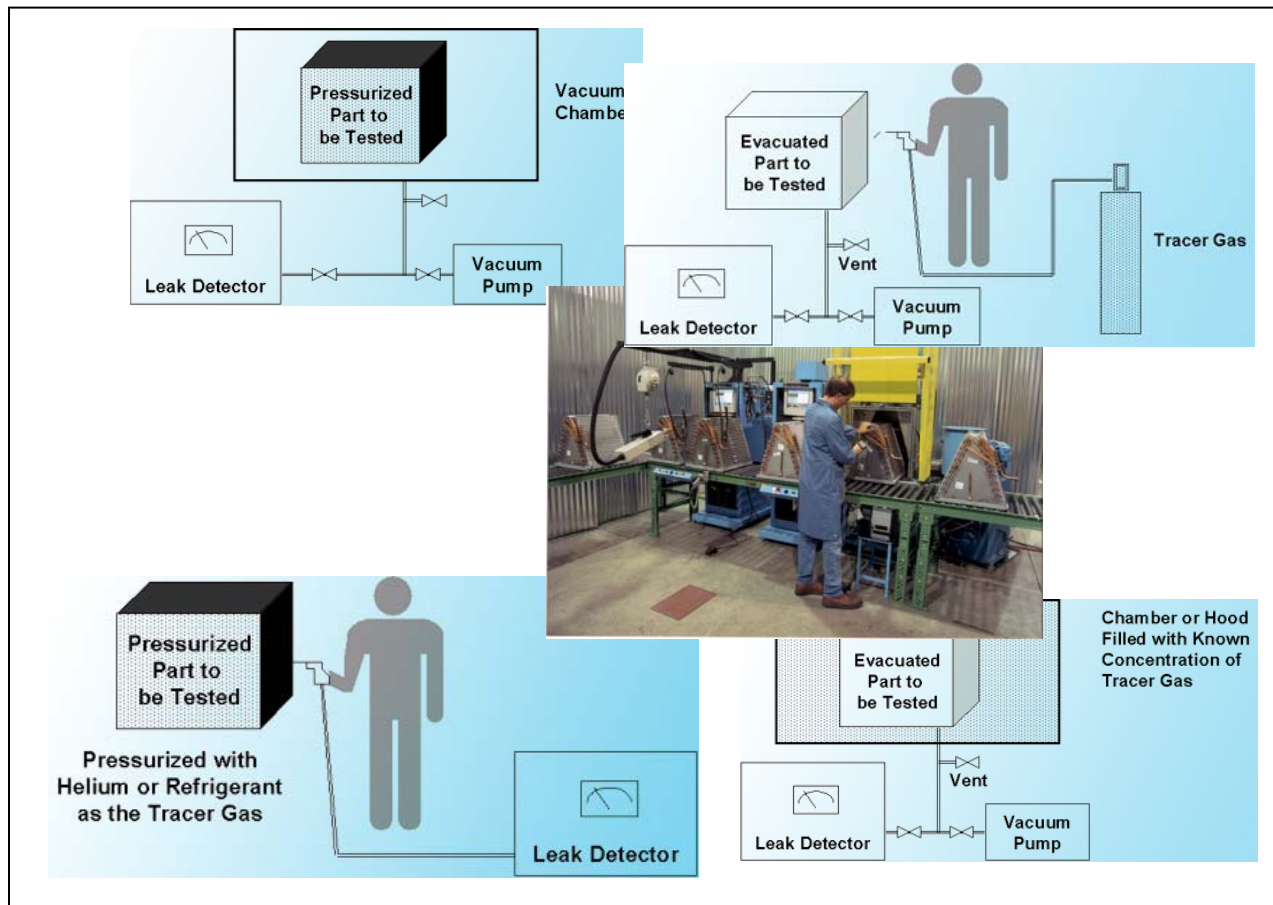 Pressurized
Part to
be Tested
Vacuum
Chambe
Leak Detector
Vacuum
Pump
Evacuated
Part to
be Tested
Vent
Tracer Gas
Leak Detector
Vacuum
Pump
Pressurized
Part to
be Tested
Pressurized with
Helium or Refrigerant
as the Tracer Gas
Leak Detector
Chamber or Hood
Filled with Known
Concentration of
Tracer Gas
Evacuated
Part to
be Tested
Vent
Leak Detector
Vacuum
Pump